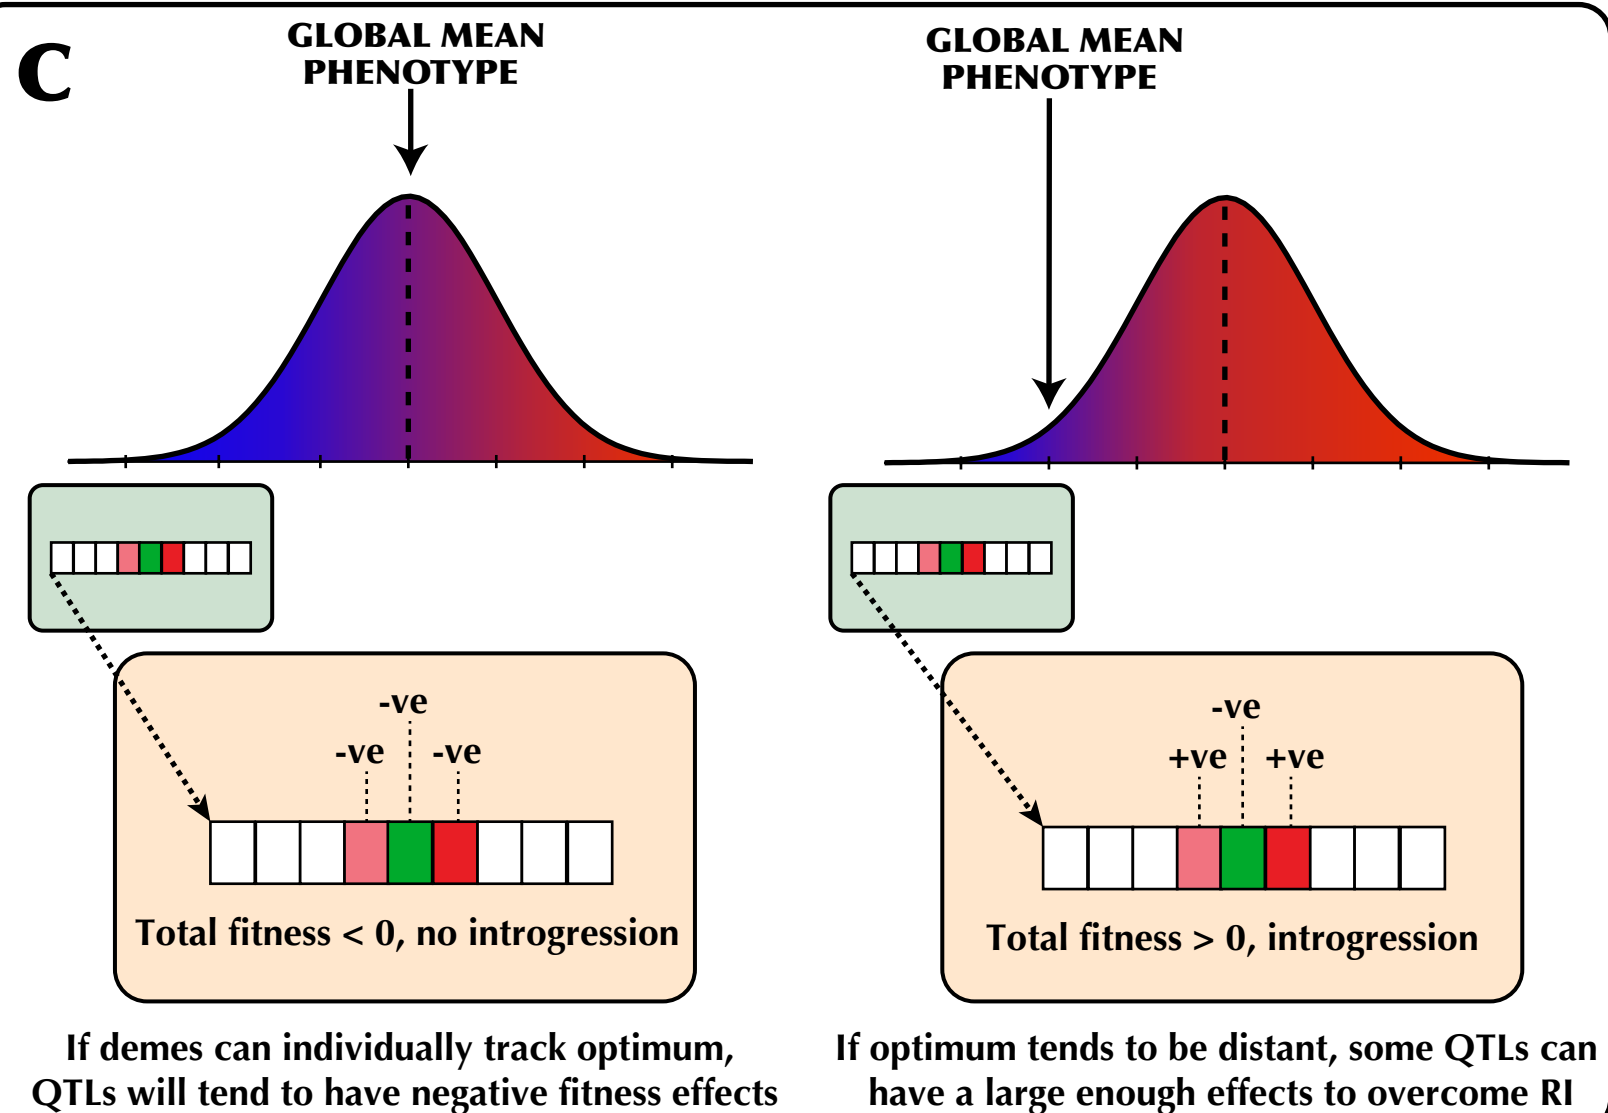 C
GLOBAL MEAN
PHENOTYPE
GLOBAL MEAN
PHENOTYPE
-ve
-ve -ve
Total fitness < 0, no introgression
-ve
+ve +ve
Total fitness > 0, introgression
If demes can individually track optimum,
QTLs will tend to have negative fitness effects
If optimum tends to be distant, some QTLs can
have a large enough effects to overcome RI